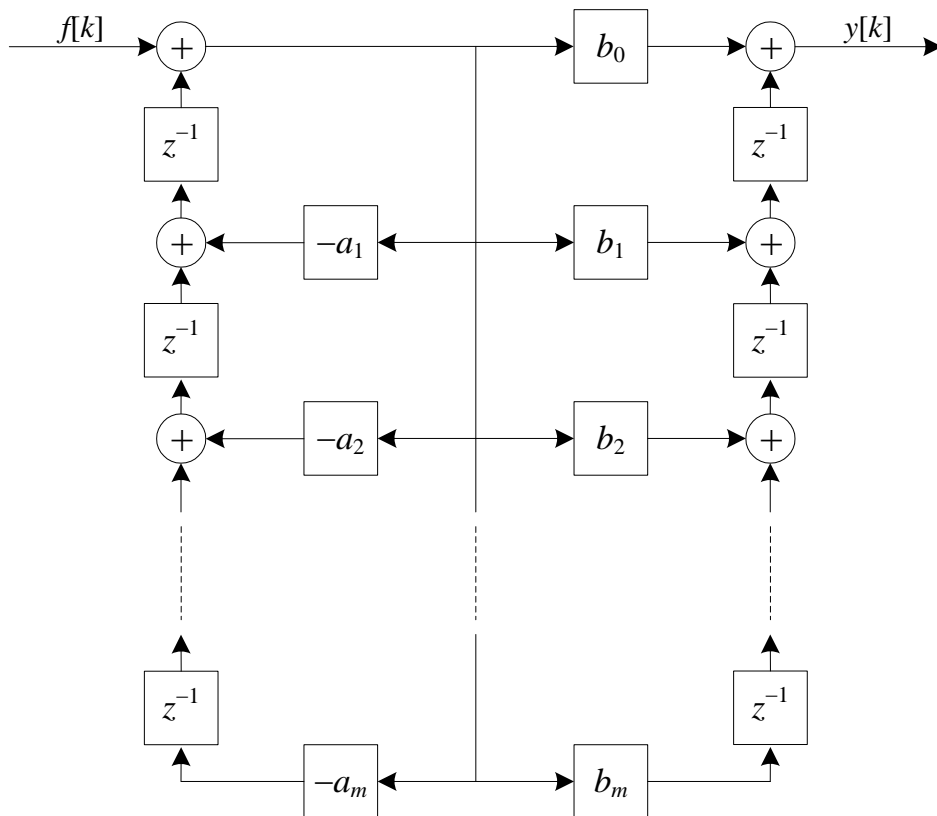 f[k] + b₀ + y[k]
z⁻¹ z⁻¹
+ −a₁ b₁ +
z⁻¹ z⁻¹
+ −a₂ b₂ +
z⁻¹ z⁻¹
−aₘ bₘ